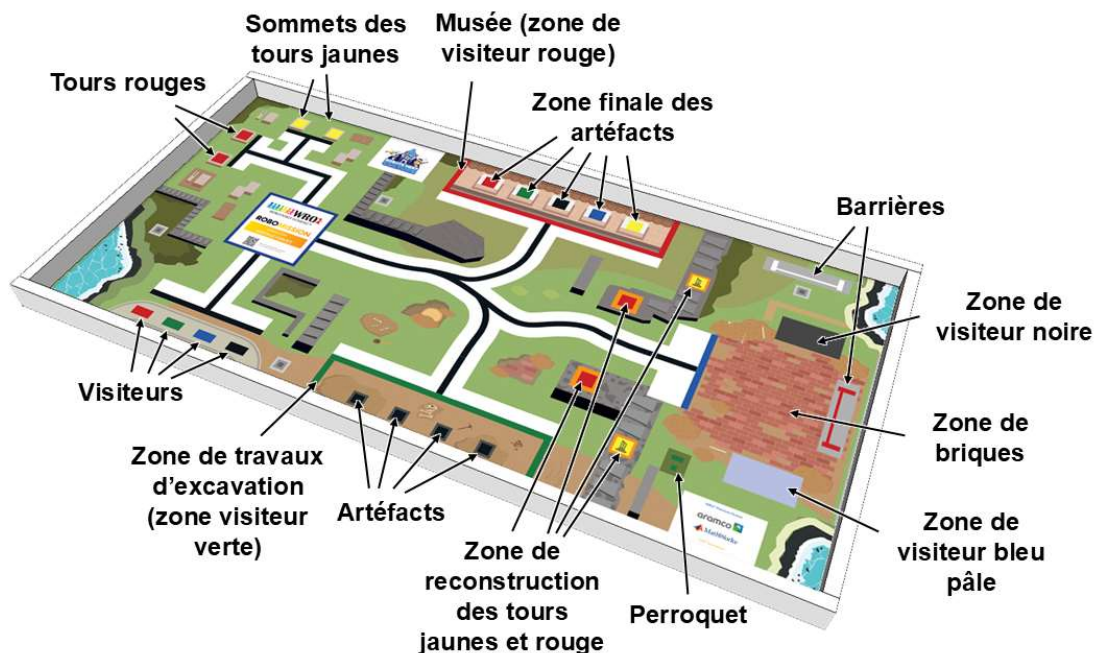 Sommets des
tours jaunes
Musée (zone de
visiteur rouge)
Tours rouges
Zone finale des
artéfacts
Barrières
WRO
ROBOMISSION
Zone de
visiteur noire
Visiteurs
Zone de
briques
Zone de travaux
d'excavation
(zone visiteur
verte)
Artéfacts
aramco
MathWorks
Zone de
visiteur bleu
pâle
Zone de
reconstruction
des tours
jaunes et rouge
Perroquet